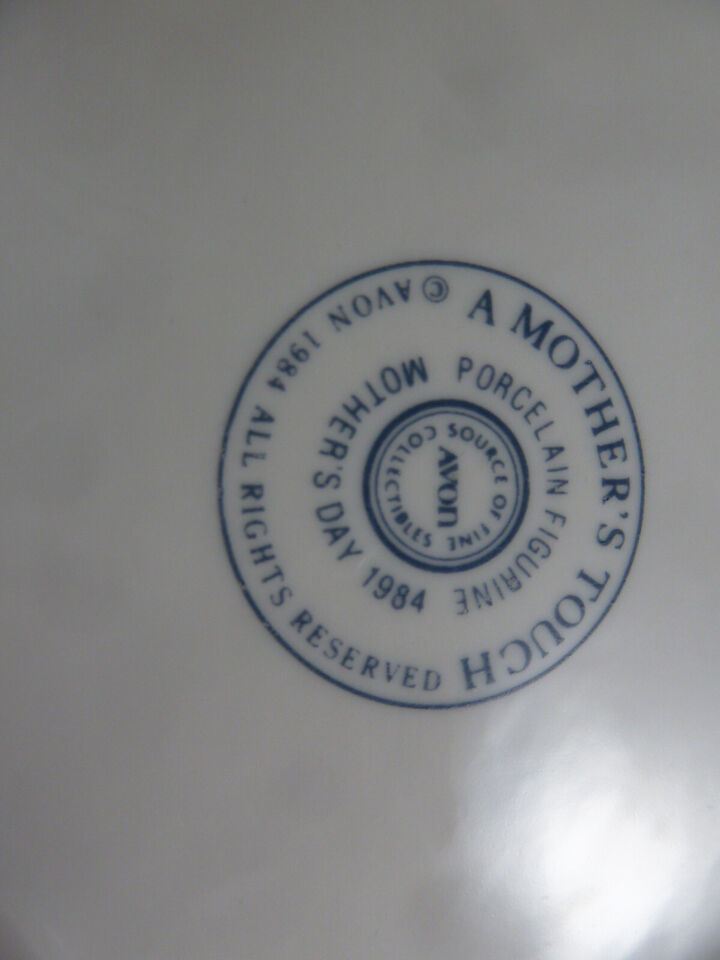 A MOTHER'S TOUCH
© AVON 1984 ALL RIGHTS RESERVED
PORCELAIN FIGURINE
MOTHER'S DAY 1984
SOURCE OF FINE COLLECTIBLES
AVON